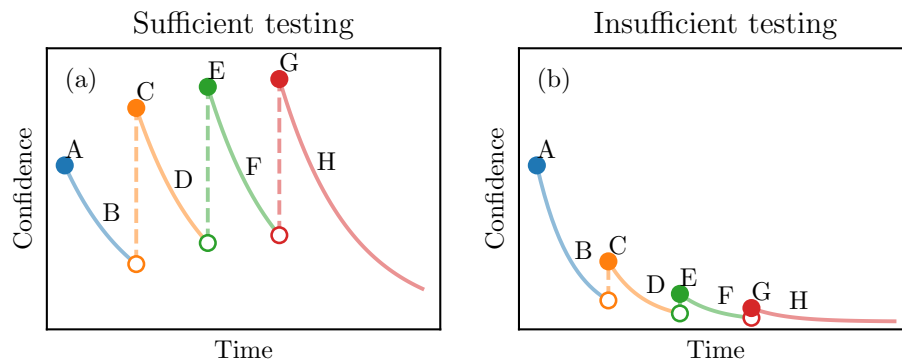 Sufficient testing
(a)
A
B
C
D
E
F
G
H
Confidence
Time
Insufficient testing
(b)
A
B
C
D
E
F
G
H
Confidence
Time